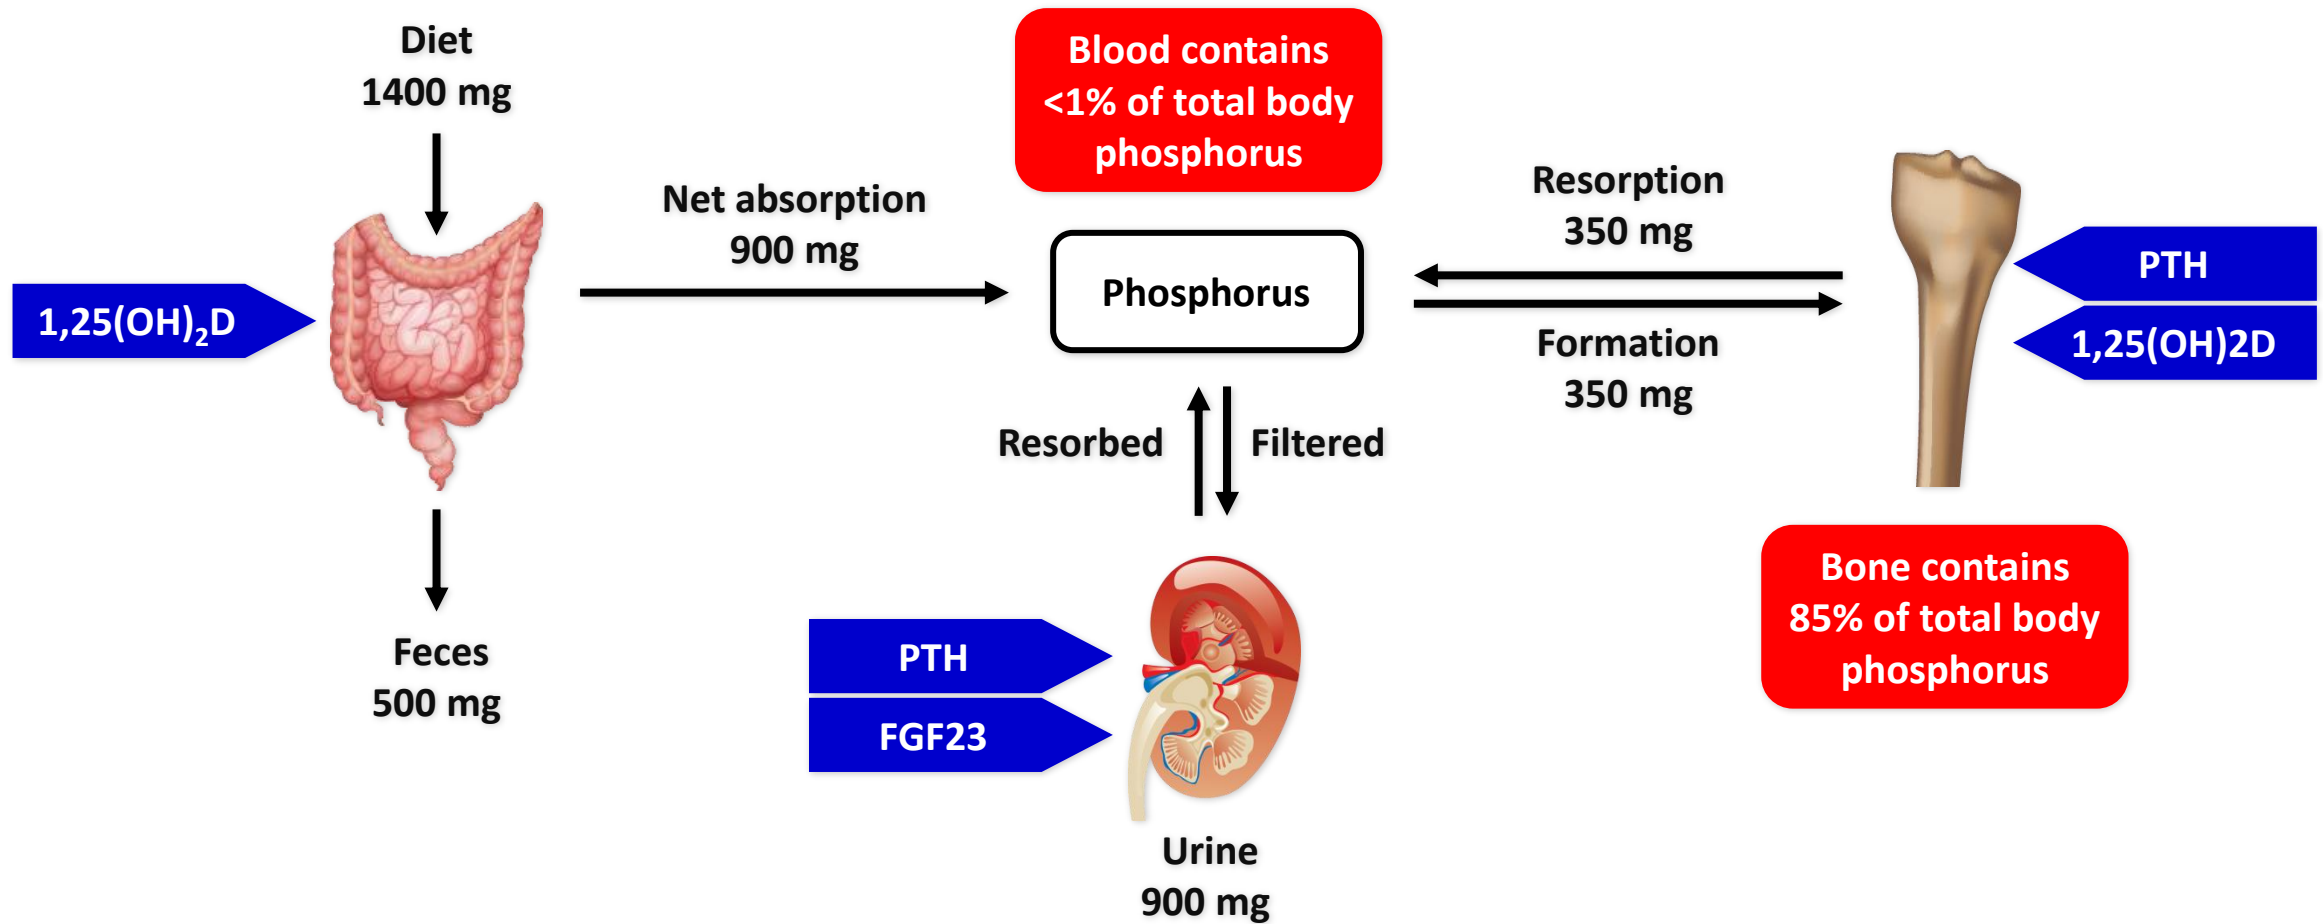 Diet
1400 mg
Blood contains
<1% of total body
phosphorus
Net absorption
900 mg
Resorption
350 mg
1,25(OH)₂D
Phosphorus
PTH
1,25(OH)2D
Formation
350 mg
Resorbed
Filtered
Bone contains
85% of total body
phosphorus
Feces
500 mg
PTH
FGF23
Urine
900 mg